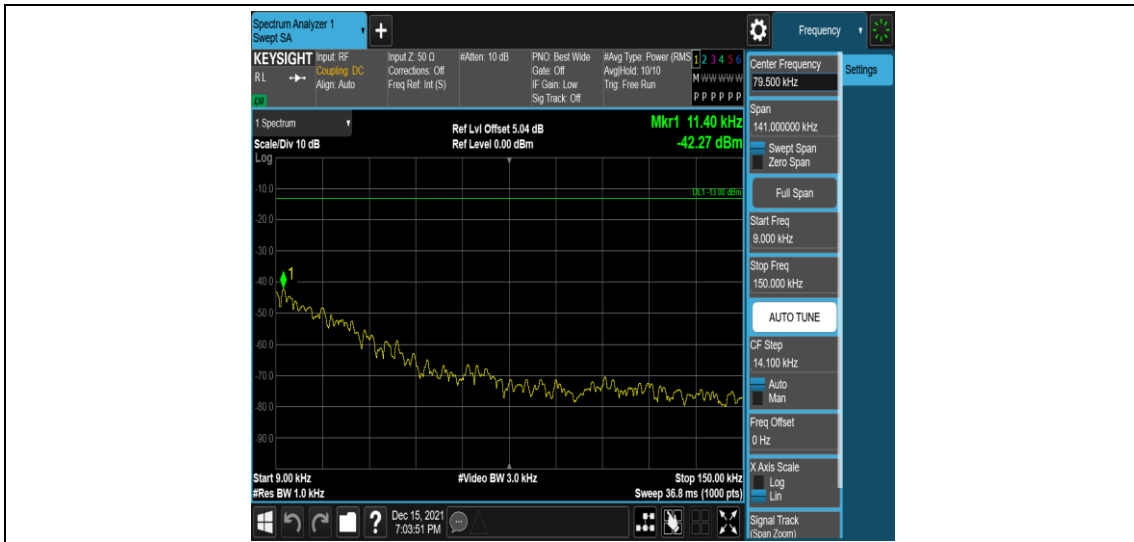 Spectrum Analyzer 1
Swept SA
+
Frequency
KEYSIGHT
RL
LXI
Input: RF
Coupling: DC
Align: Auto
Input Z: 50 Ω
Corrections: Off
Freq Ref: Int (S)
#Atten: 10 dB
PNO: Best Wide
Gate: Off
IF Gain: Low
Sig Track: Off
#Avg Type: Power (RMS
Avg|Hold: 10/10
Trig: Free Run
1 2 3 4 5 6
M W W W W W
P P P P P P
1 Spectrum
Scale/Div 10 dB
Log
Ref Lvl Offset 5.04 dB
Ref Level 0.00 dBm
Mkr1 11.40 kHz
-42.27 dBm
DL1 -13.00 dBm
-10.0
-20.0
-30.0
-40.0
-50.0
-60.0
-70.0
-80.0
-90.0
1
Start 9.00 kHz
#Video BW 3.0 kHz
Stop 150.00 kHz
#Res BW 1.0 kHz
Sweep 36.8 ms (1000 pts)
?
Dec 15, 2021
7:03:51 PM
Center Frequency
79.500 kHz
Settings
Span
141.000000 kHz
Swept Span
Zero Span
Full Span
Start Freq
9.000 kHz
Stop Freq
150.000 kHz
AUTO TUNE
CF Step
14.100 kHz
Auto
Man
Freq Offset
0 Hz
X Axis Scale
Log
Lin
Signal Track
(Span Zoom)